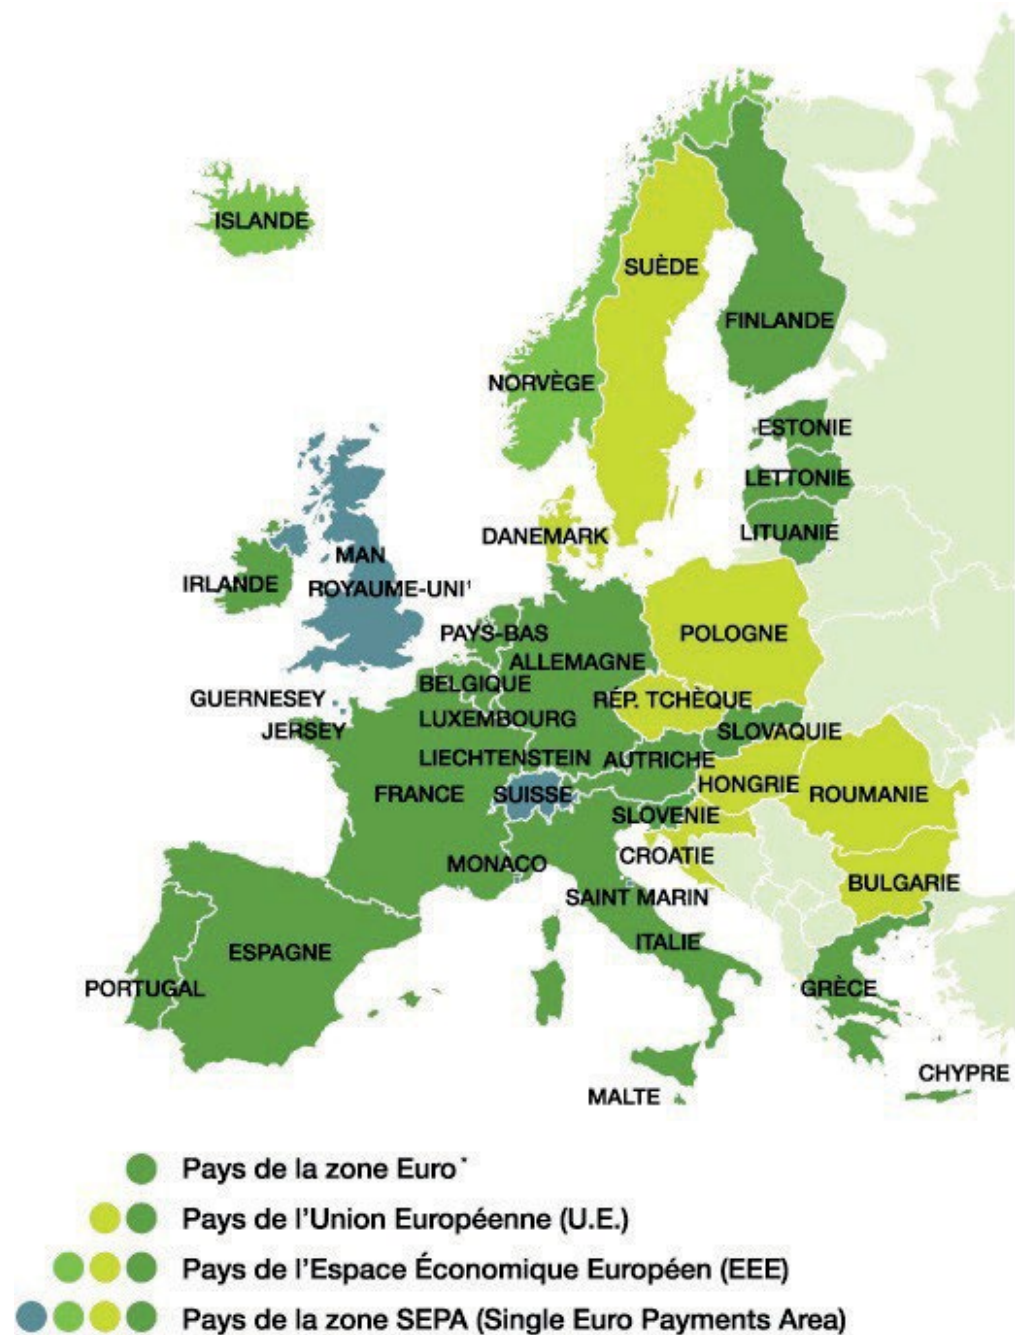 ISLANDE
SUÈDE
FINLANDE
NORVÈGE
ESTONIE
LETTONIE
LITUANIE
DANEMARK
MAN
IRLANDE
ROYAUME-UNI¹
PAYS-BAS
POLOGNE
ALLEMAGNE
BELGIQUE
RÉP. TCHÈQUE
GUERNESEY
LUXEMBOURG
JERSEY
SLOVAQUIE
LIECHTENSTEIN
AUTRICHE
HONGRIE
FRANCE
SUISSE
ROUMANIE
SLOVENIE
CROATIE
MONACO
BULGARIE
SAINT MARIN
ITALIE
ESPAGNE
PORTUGAL
GRÈCE
CHYPRE
MALTE
Pays de la zone Euro*
Pays de l'Union Européenne (U.E.)
Pays de l'Espace Économique Européen (EEE)
Pays de la zone SEPA (Single Euro Payments Area)